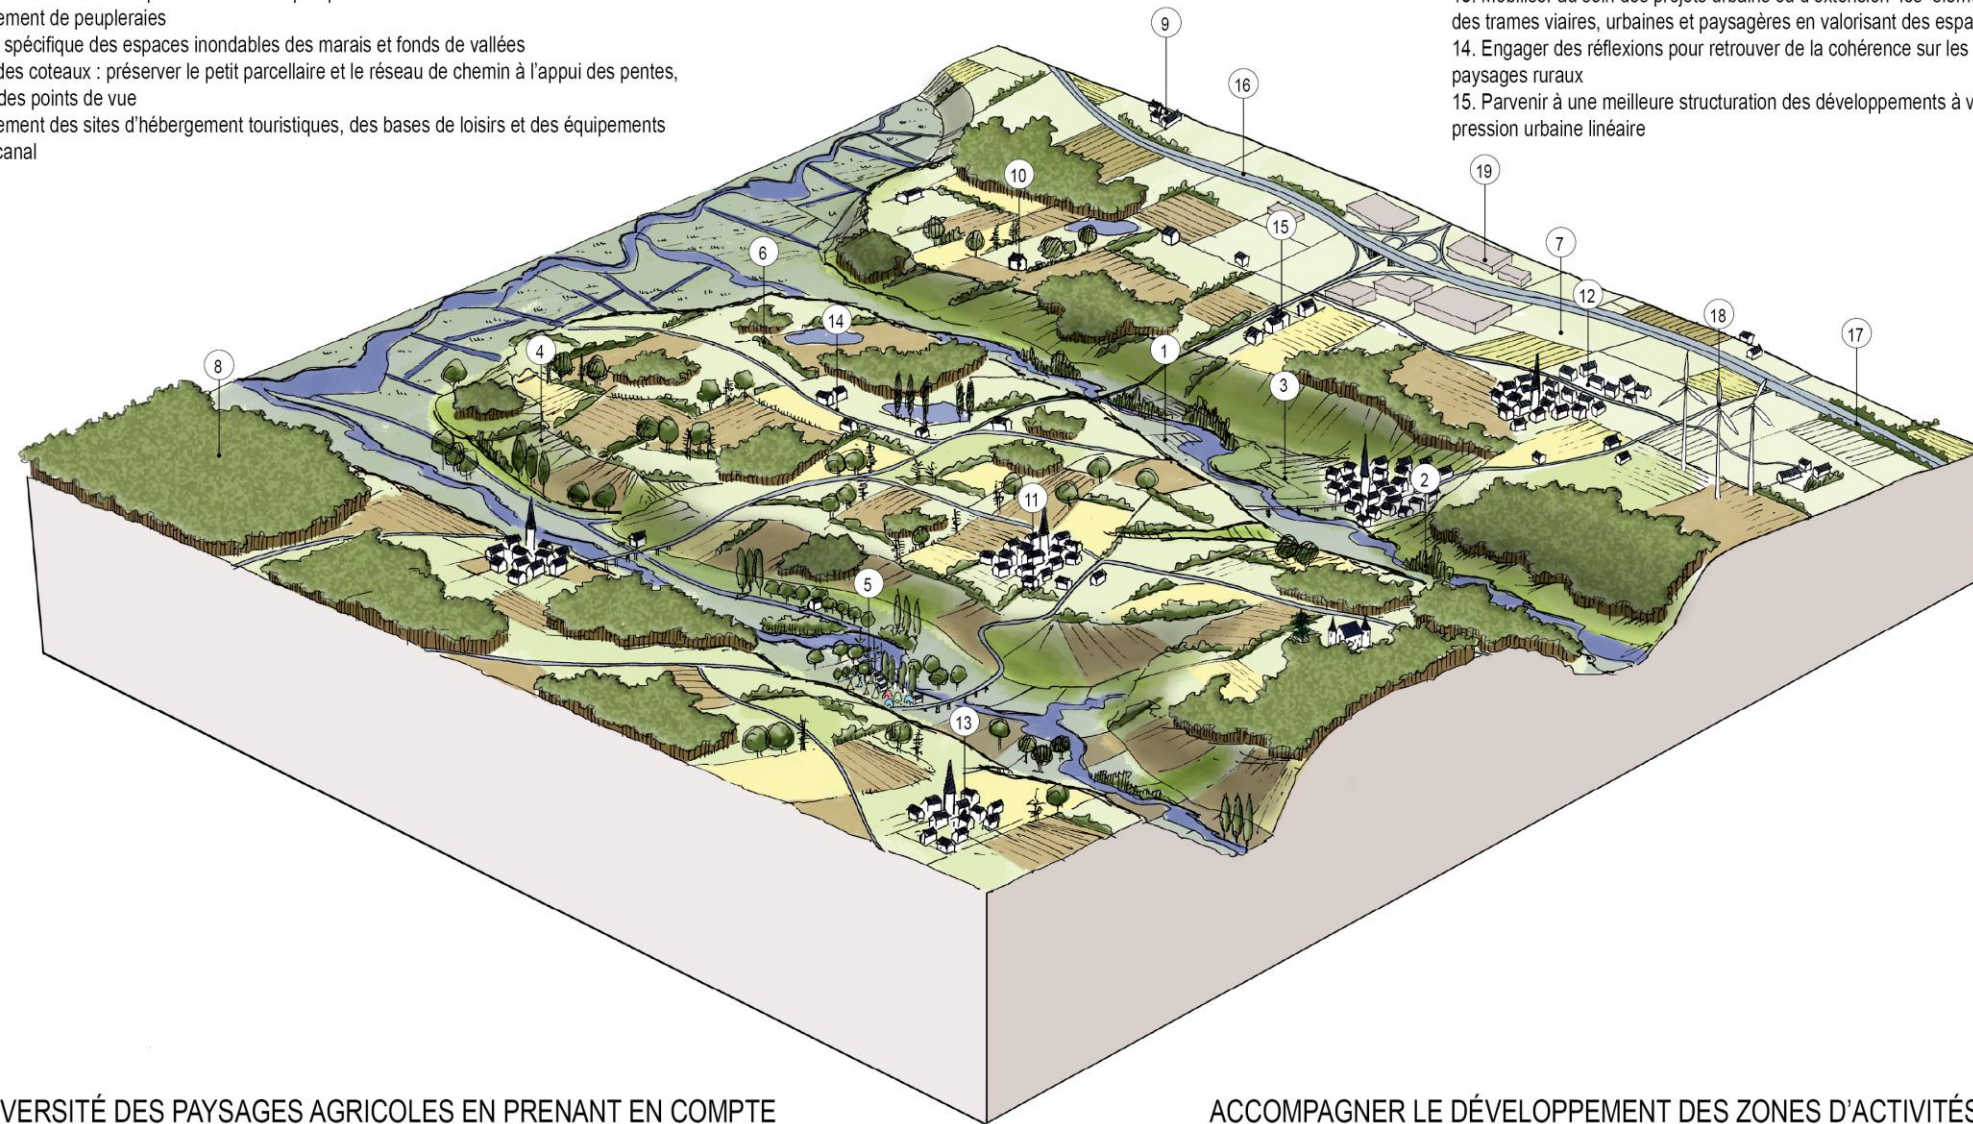 ement de peupleraies
spécifique des espaces inondables des marais et fonds de vallées
des coteaux : préserver le petit parcellaire et le réseau de chemin à l'appui des pentes,
des points de vue
ement des sites d'hébergement touristiques, des bases de loisirs et des équipements
canal
des trames viaires, urbaines et paysagères en valorisant des espa
14. Engager des réflexions pour retrouver de la cohérence sur les
paysages ruraux
15. Parvenir à une meilleure structuration des développements à v
pression urbaine linéaire
9
16
10
19
15
7
6
12
14
18
17
4
1
8
3
2
11
5
13
VERSITÉ DES PAYSAGES AGRICOLES EN PRENANT EN COMPTE
ACCOMPAGNER LE DÉVELOPPEMENT DES ZONES D'ACTIVITÉS